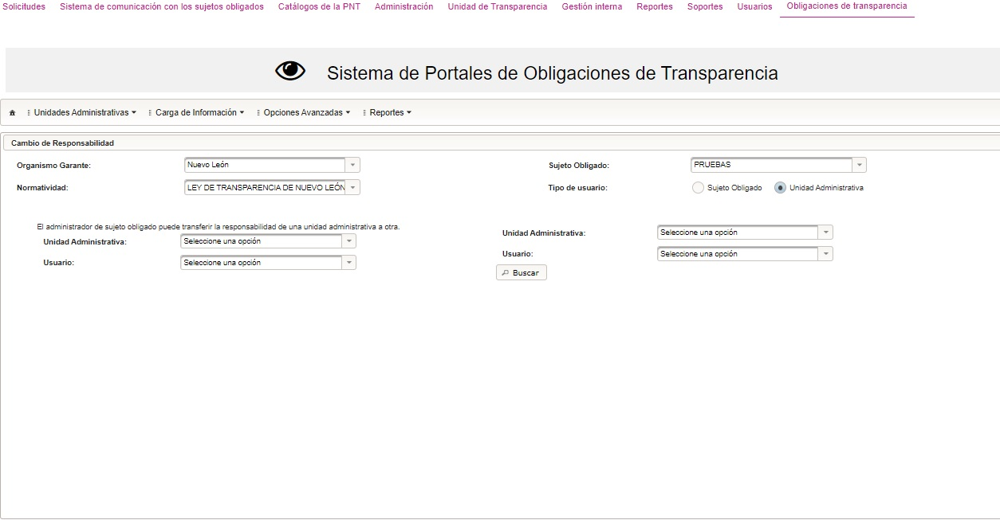 Solicitudes Sistema de comunicación con los sujetos obligados Catálogos de la PNT Administración Unidad de Transparencia Gestión interna Reportes Soportes Usuarios Obligaciones de transparencia
Sistema de Portales de Obligaciones de Transparencia
Unidades Administrativas Carga de Información Opciones Avanzadas Reportes
Cambio de Responsabilidad
Organismo Garante: Nuevo León Sujeto Obligado: PRUEBAS
Normatividad: LEY DE TRANSPARENCIA DE NUEVO LEÓN Tipo de usuario: Sujeto Obligado Unidad Administrativa
El administrador de sujeto obligado puede transferir la responsabilidad de una unidad administrativa a otra.
Unidad Administrativa: Seleccione una opción Unidad Administrativa: Seleccione una opción
Usuario: Seleccione una opción Usuario: Seleccione una opción
Buscar